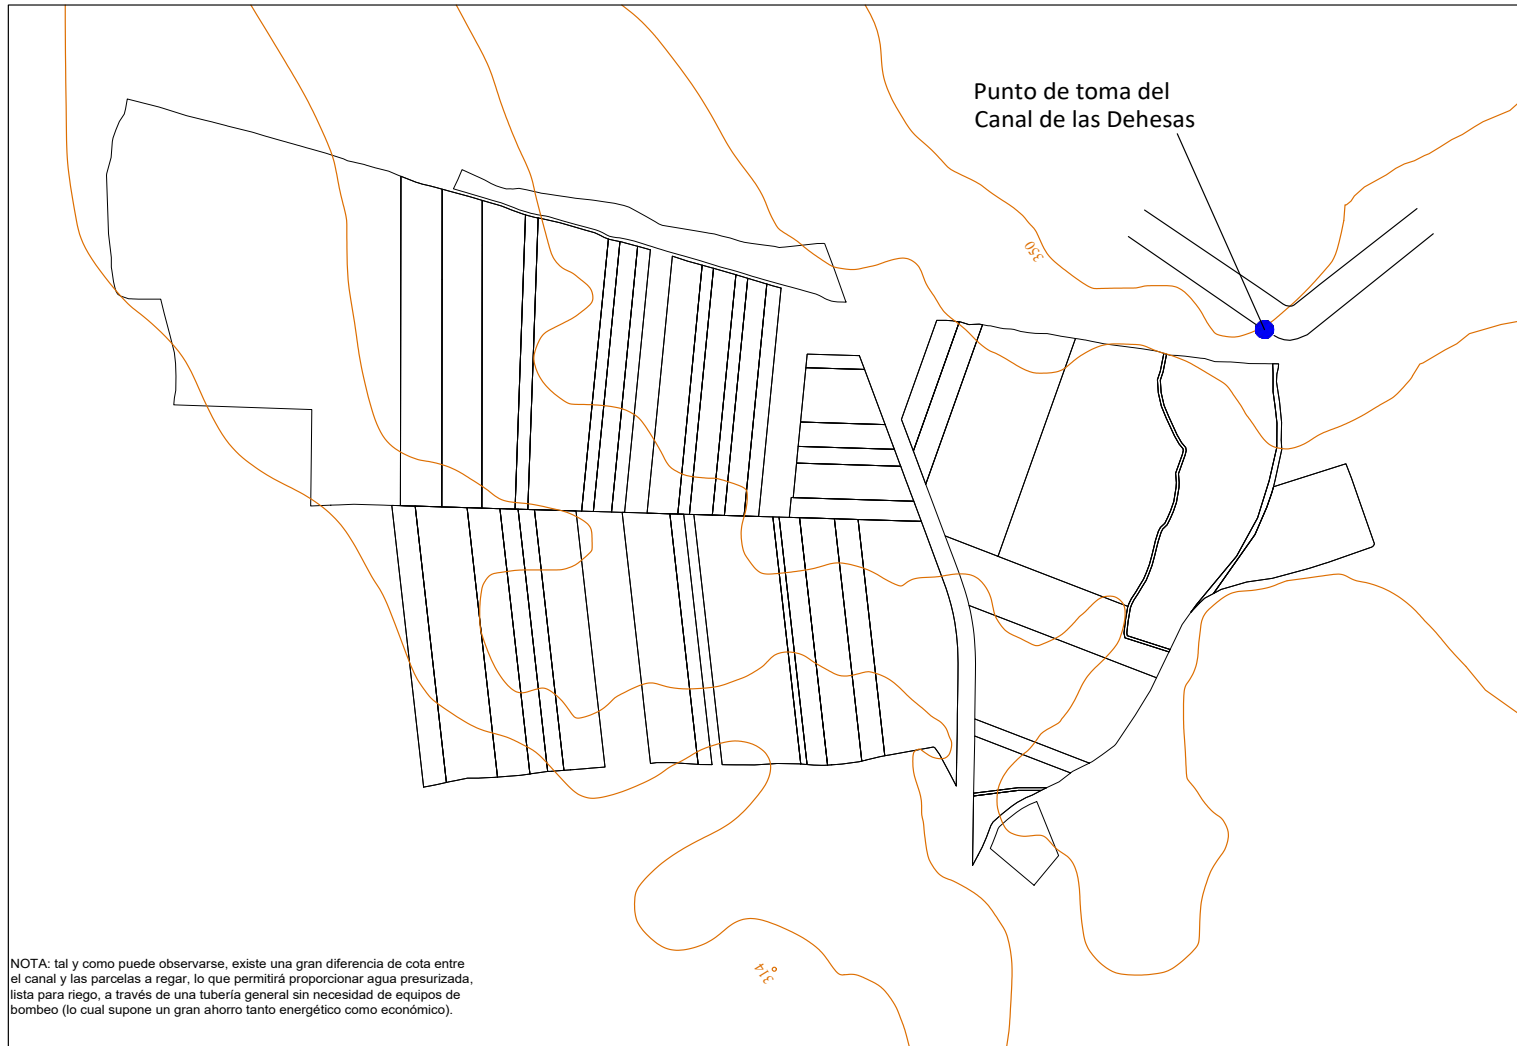 Punto de toma del
Canal de las Dehesas
350
314
NOTA: tal y como puede observarse, existe una gran diferencia de cota entre
el canal y las parcelas a regar, lo que permitirá proporcionar agua presurizada,
lista para riego, a través de una tubería general sin necesidad de equipos de
bombeo (lo cual supone un gran ahorro tanto energético como económico).